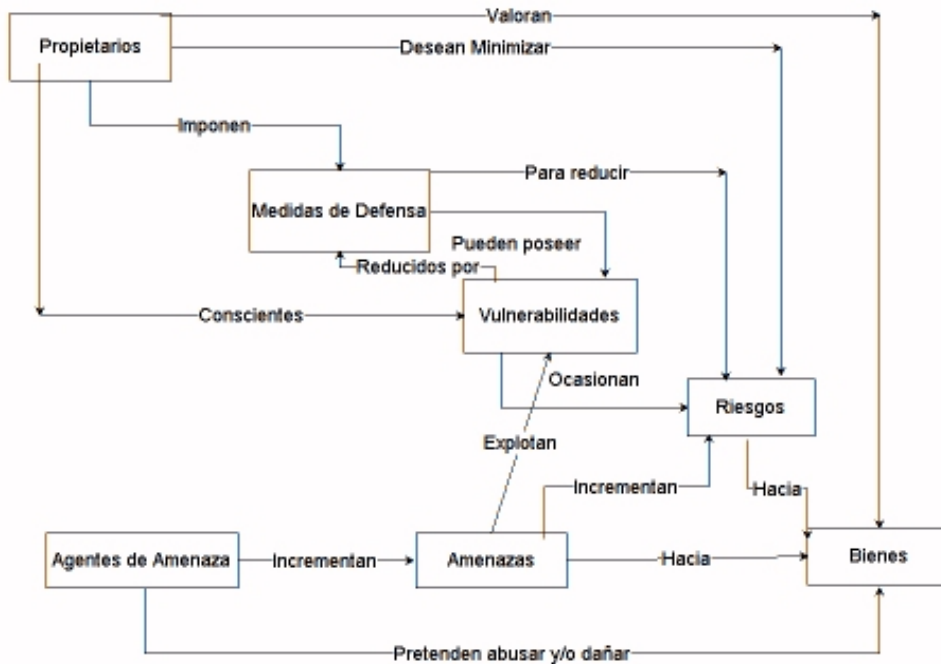 Valoran
Propietarios
Desean Minimizar
Imponen
Para reducir
Medidas de Defensa
Pueden poseer
Reducidos por
Conscientes
Vulnerabilidades
Ocasionan
Riesgos
Explotan
Incrementan
Hacia
Agentes de Amenaza
Incrementan
Amenazas
Hacia
Bienes
Pretenden abusar y/o dañar